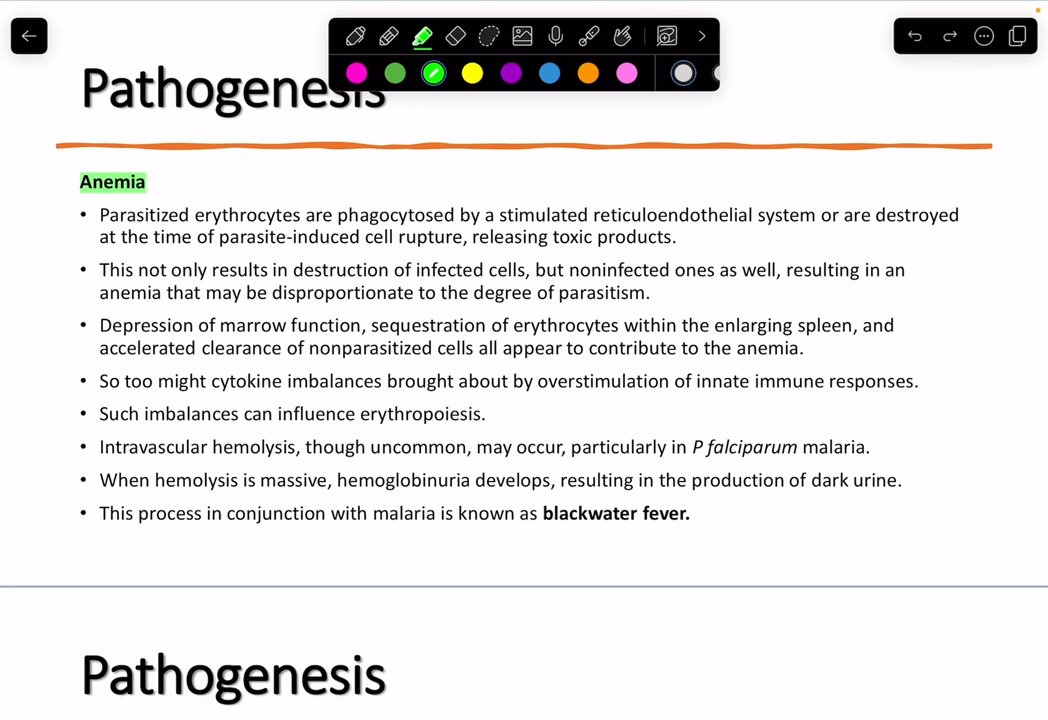 Pathogenesis
Anemia
• Parasitized erythrocytes are phagocytosed by a stimulated reticuloendothelial system or are destroyed
at the time of parasite-induced cell rupture, releasing toxic products.
• This not only results in destruction of infected cells, but noninfected ones as well, resulting in an
anemia that may be disproportionate to the degree of parasitism.
• Depression of marrow function, sequestration of erythrocytes within the enlarging spleen, and
accelerated clearance of nonparasitized cells all appear to contribute to the anemia.
• So too might cytokine imbalances brought about by overstimulation of innate immune responses.
• Such imbalances can influence erythropoiesis.
• Intravascular hemolysis, though uncommon, may occur, particularly in P falciparum malaria.
• When hemolysis is massive, hemoglobinuria develops, resulting in the production of dark urine.
• This process in conjunction with malaria is known as blackwater fever.
Pathogenesis